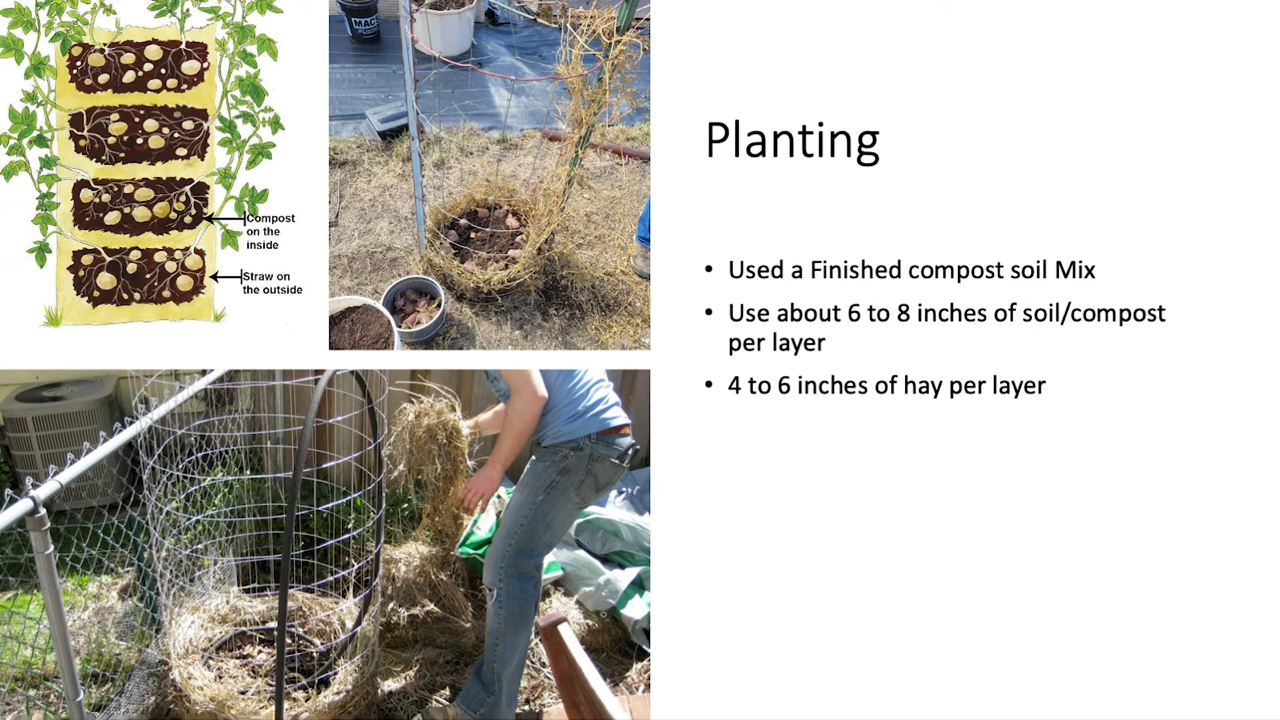 MAC'S
Compost
on the
inside
Straw on
the outside
Planting
• Used a Finished compost soil Mix
• Use about 6 to 8 inches of soil/compost
per layer
• 4 to 6 inches of hay per layer